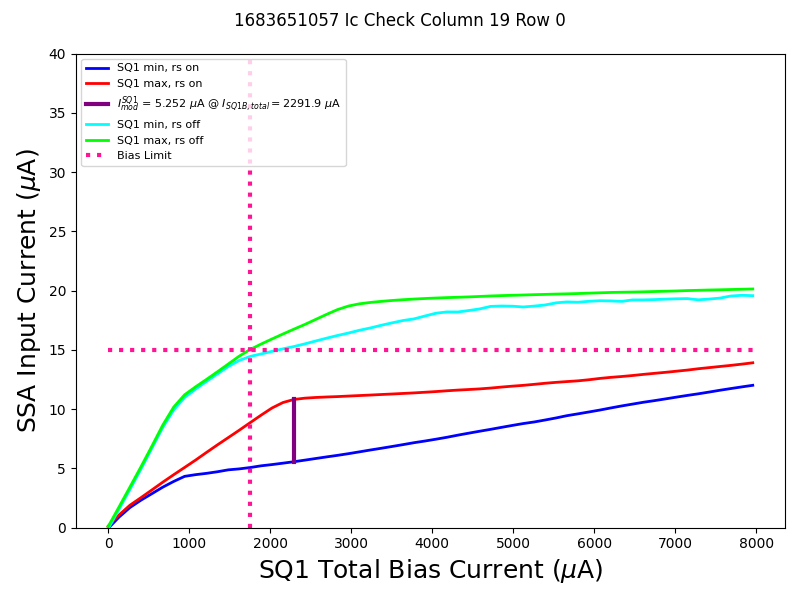 1683651057 Ic Check Column 19 Row 0
40
35
30
25
20
15
10
5
0
SSA Input Current (μA)
SQ1 min, rs on
SQ1 max, rs on
I_mod^SQ1 = 5.252 μA @ I_SQ1B,total = 2291.9 μA
SQ1 min, rs off
SQ1 max, rs off
Bias Limit
0 1000 2000 3000 4000 5000 6000 7000 8000
SQ1 Total Bias Current (μA)